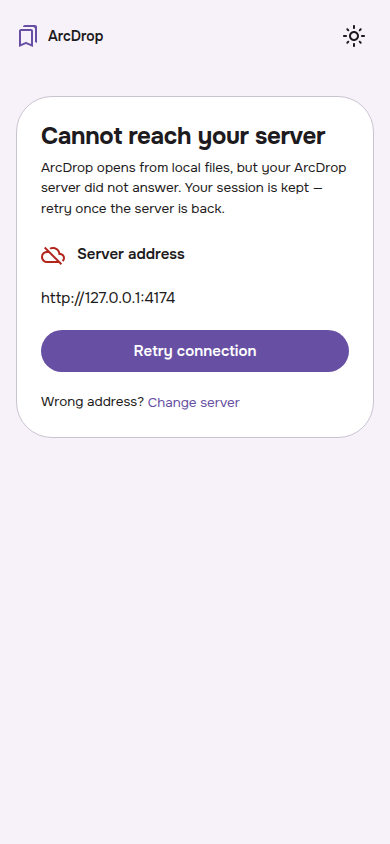 ArcDrop
Cannot reach your server
ArcDrop opens from local files, but your ArcDrop
server did not answer. Your session is kept —
retry once the server is back.
Server address
http://127.0.0.1:4174
Retry connection
Wrong address? Change server